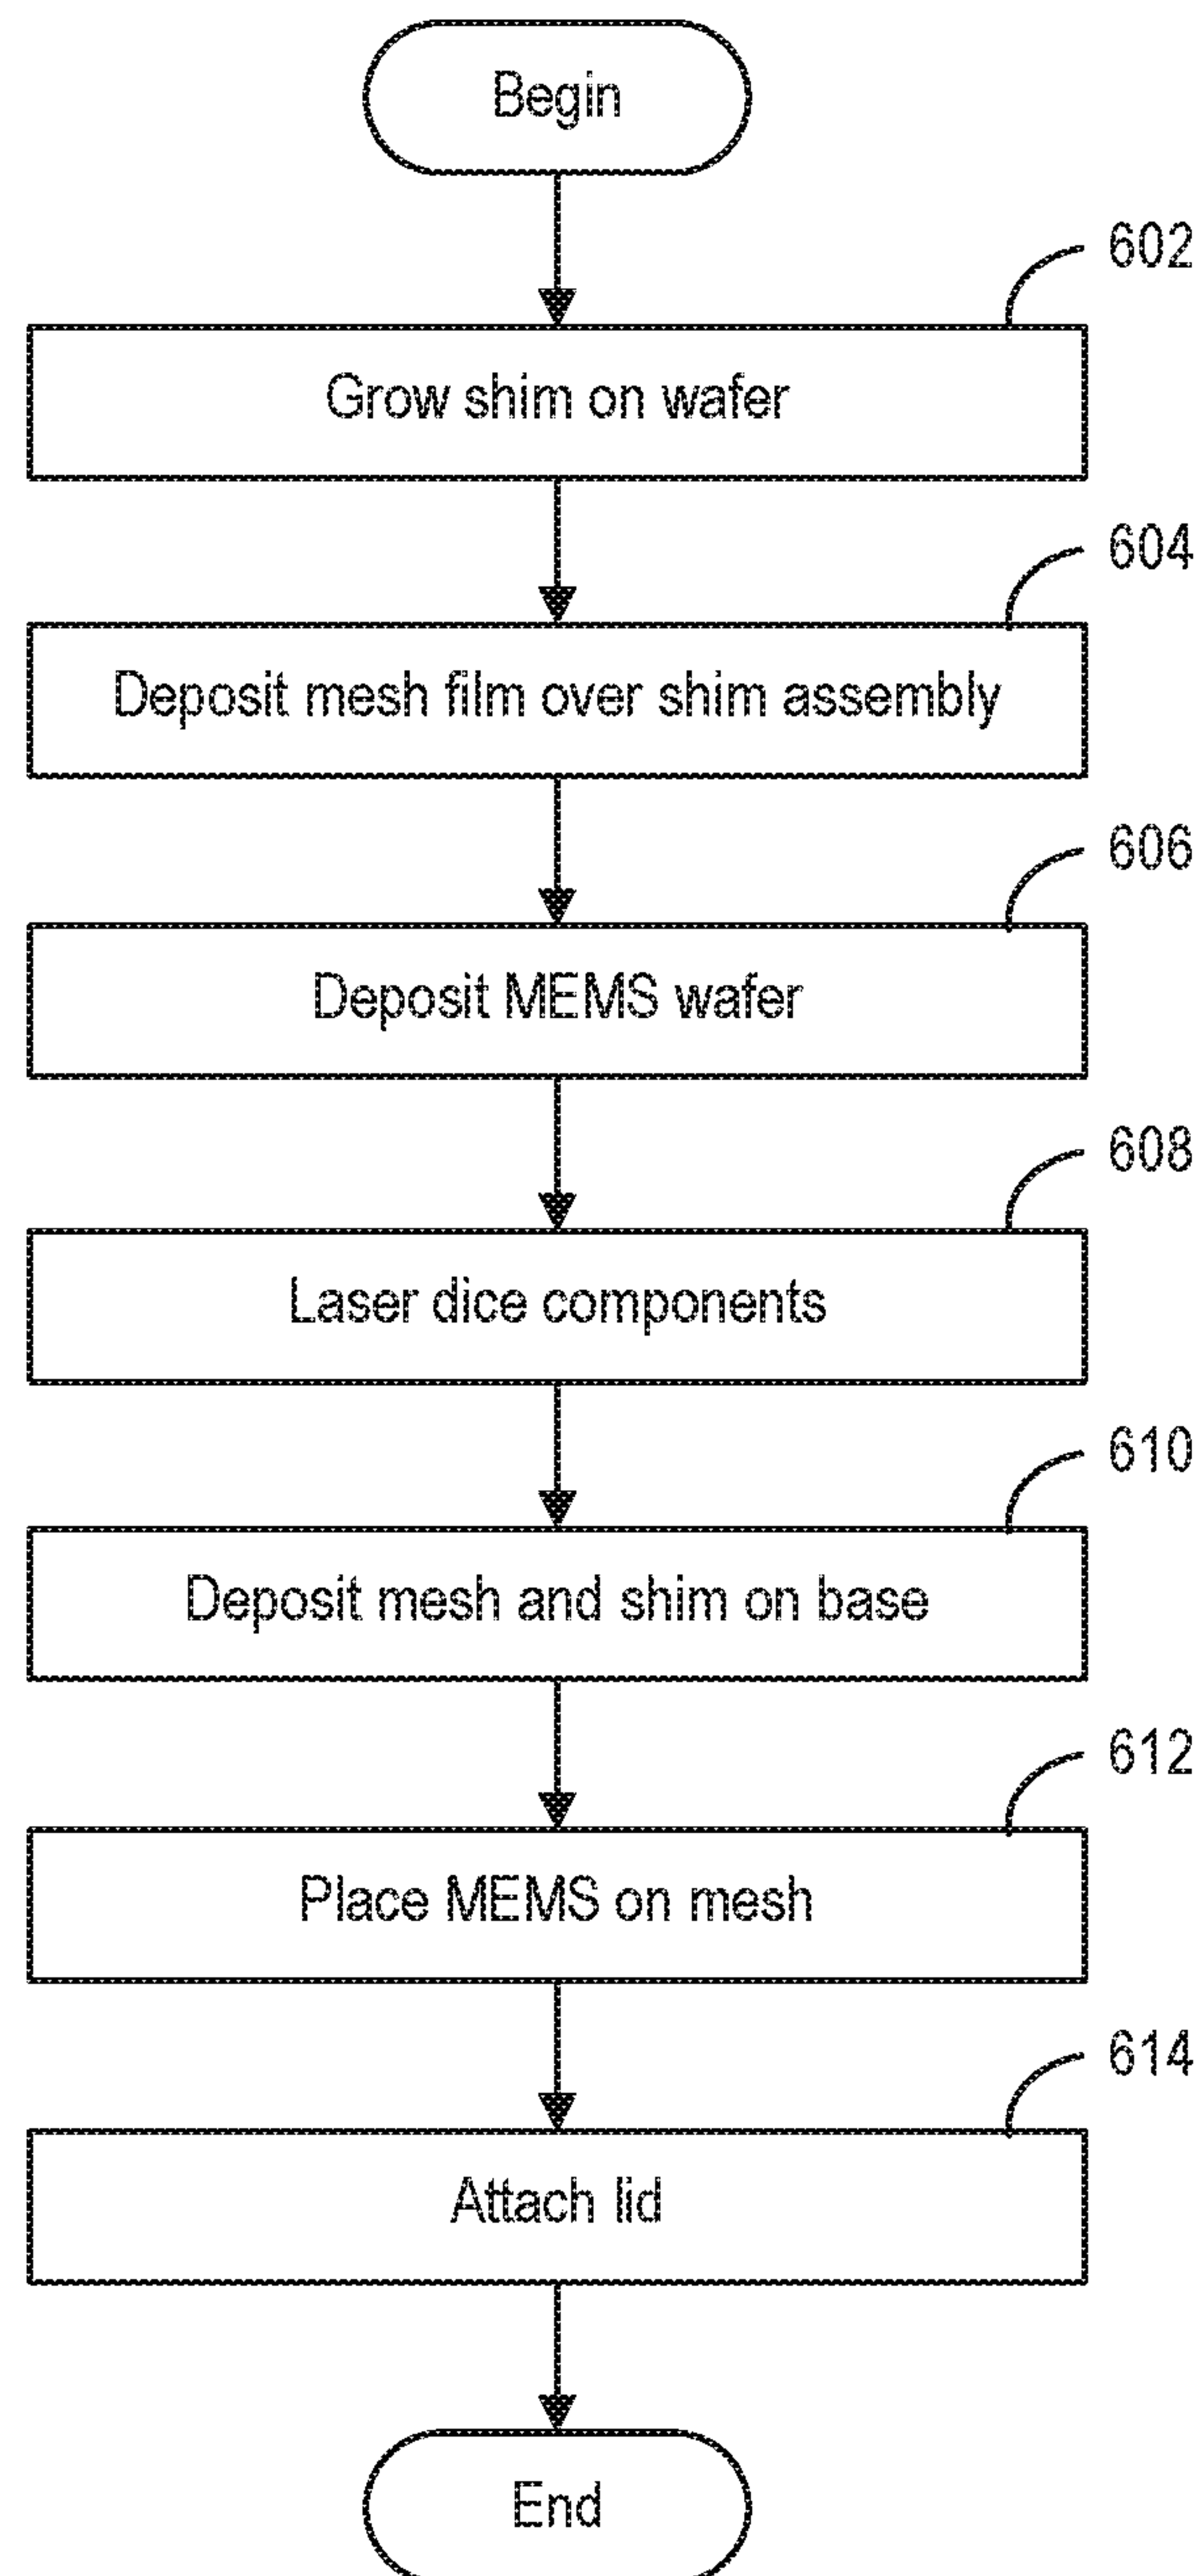 Begin
602
Grow shim on wafer
604
Deposit mesh film over shim assembly
606
Deposit MEMS wafer
608
Laser dice components
610
Deposit mesh and shim on base
612
Place MEMS on mesh
614
Attach lid
End